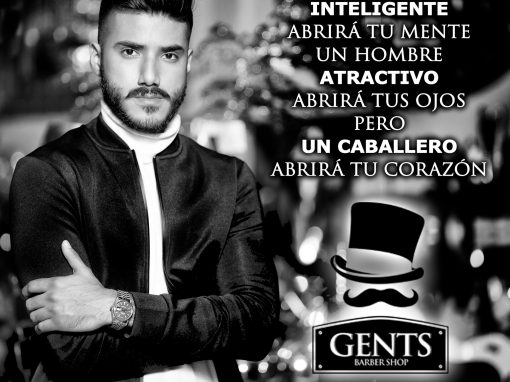 INTELIGENTE
ABRIRÁ TU MENTE
UN HOMBRE
ATRACTIVO
ABRIRÁ TUS OJOS
PERO
UN CABALLERO
ABRIRÁ TU CORAZÓN
GENTS
BARBER SHOP